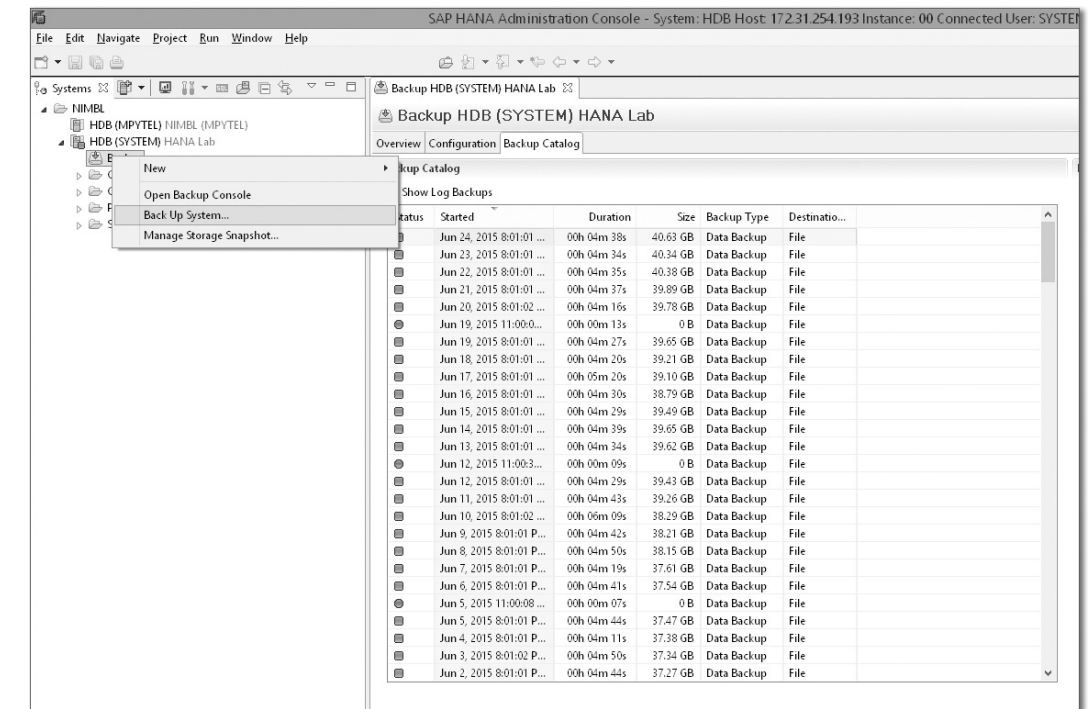 SAP HANA Administration Console - System: HDB Host: 172.31.254.193 Instance: 00 Connected User: SYSTEM
File Edit Navigate Project Run Window Help
Systems
NIMBL
HDB (MPYTEL) NIMBL (MPYTEL)
HDB (SYSTEM) HANA Lab
New
Open Backup Console
Back Up System...
Manage Storage Snapshot...
Backup HDB (SYSTEM) HANA Lab
Backup HDB (SYSTEM) HANA Lab
Overview Configuration Backup Catalog
kup Catalog
Show Log Backups
tatus Started Duration Size Backup Type Destinatio...
Jun 24, 2015 8:01:01 ... 00h 04m 38s 40.63 GB Data Backup File
Jun 23, 2015 8:01:01 ... 00h 04m 34s 40.34 GB Data Backup File
Jun 22, 2015 8:01:01 ... 00h 04m 35s 40.38 GB Data Backup File
Jun 21, 2015 8:01:01 ... 00h 04m 37s 39.89 GB Data Backup File
Jun 20, 2015 8:01:02 ... 00h 04m 16s 39.78 GB Data Backup File
Jun 19, 2015 11:00:0... 00h 00m 13s 0 B Data Backup File
Jun 19, 2015 8:01:01 ... 00h 04m 27s 39.65 GB Data Backup File
Jun 18, 2015 8:01:01 ... 00h 04m 20s 39.21 GB Data Backup File
Jun 17, 2015 8:01:01 ... 00h 05m 20s 39.10 GB Data Backup File
Jun 16, 2015 8:01:01 ... 00h 04m 30s 38.79 GB Data Backup File
Jun 15, 2015 8:01:01 ... 00h 04m 29s 39.49 GB Data Backup File
Jun 14, 2015 8:01:01 ... 00h 04m 39s 39.65 GB Data Backup File
Jun 13, 2015 8:01:01 ... 00h 04m 34s 39.62 GB Data Backup File
Jun 12, 2015 11:00:3... 00h 00m 09s 0 B Data Backup File
Jun 12, 2015 8:01:01 ... 00h 04m 29s 39.43 GB Data Backup File
Jun 11, 2015 8:01:01 ... 00h 04m 43s 39.26 GB Data Backup File
Jun 10, 2015 8:01:02 ... 00h 06m 09s 38.29 GB Data Backup File
Jun 9, 2015 8:01:01 P... 00h 04m 42s 38.21 GB Data Backup File
Jun 8, 2015 8:01:01 P... 00h 04m 50s 38.15 GB Data Backup File
Jun 7, 2015 8:01:01 P... 00h 04m 19s 37.61 GB Data Backup File
Jun 6, 2015 8:01:01 P... 00h 04m 41s 37.54 GB Data Backup File
Jun 5, 2015 11:00:08 ... 00h 00m 07s 0 B Data Backup File
Jun 5, 2015 8:01:01 P... 00h 04m 44s 37.47 GB Data Backup File
Jun 4, 2015 8:01:01 P... 00h 04m 11s 37.38 GB Data Backup File
Jun 3, 2015 8:01:02 P... 00h 04m 50s 37.34 GB Data Backup File
Jun 2, 2015 8:01:01 P... 00h 04m 44s 37.27 GB Data Backup File